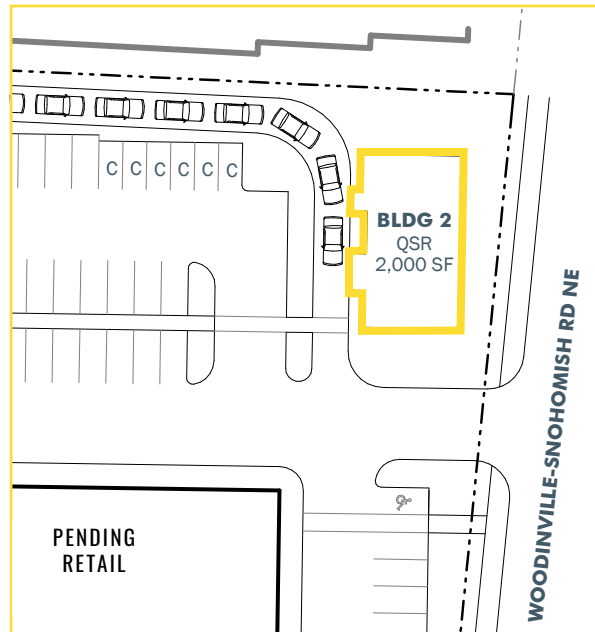 C C C C C C
BLDG 2
QSR
2,000 SF
WOODINVILLE-SNOHOMISH RD NE
PENDING
RETAIL